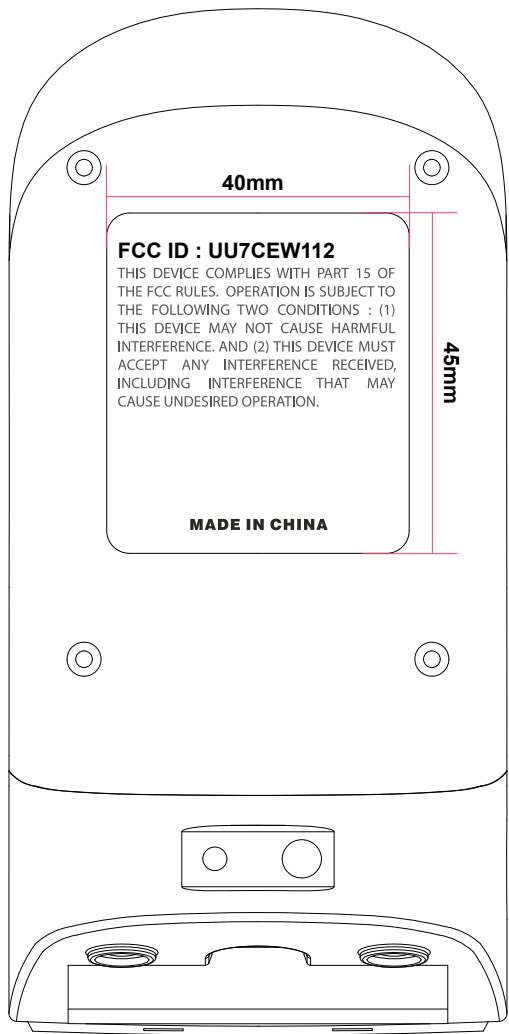 40mm
FCC ID : UU7CEW112
THIS DEVICE COMPLIES WITH PART 15 OF
THE FCC RULES. OPERATION IS SUBJECT TO
THE FOLLOWING TWO CONDITIONS : (1)
THIS DEVICE MAY NOT CAUSE HARMFUL
INTERFERENCE. AND (2) THIS DEVICE MUST
ACCEPT ANY INTERFERENCE RECEIVED,
INCLUDING INTERFERENCE THAT MAY
CAUSE UNDESIRED OPERATION.
45mm
MADE IN CHINA